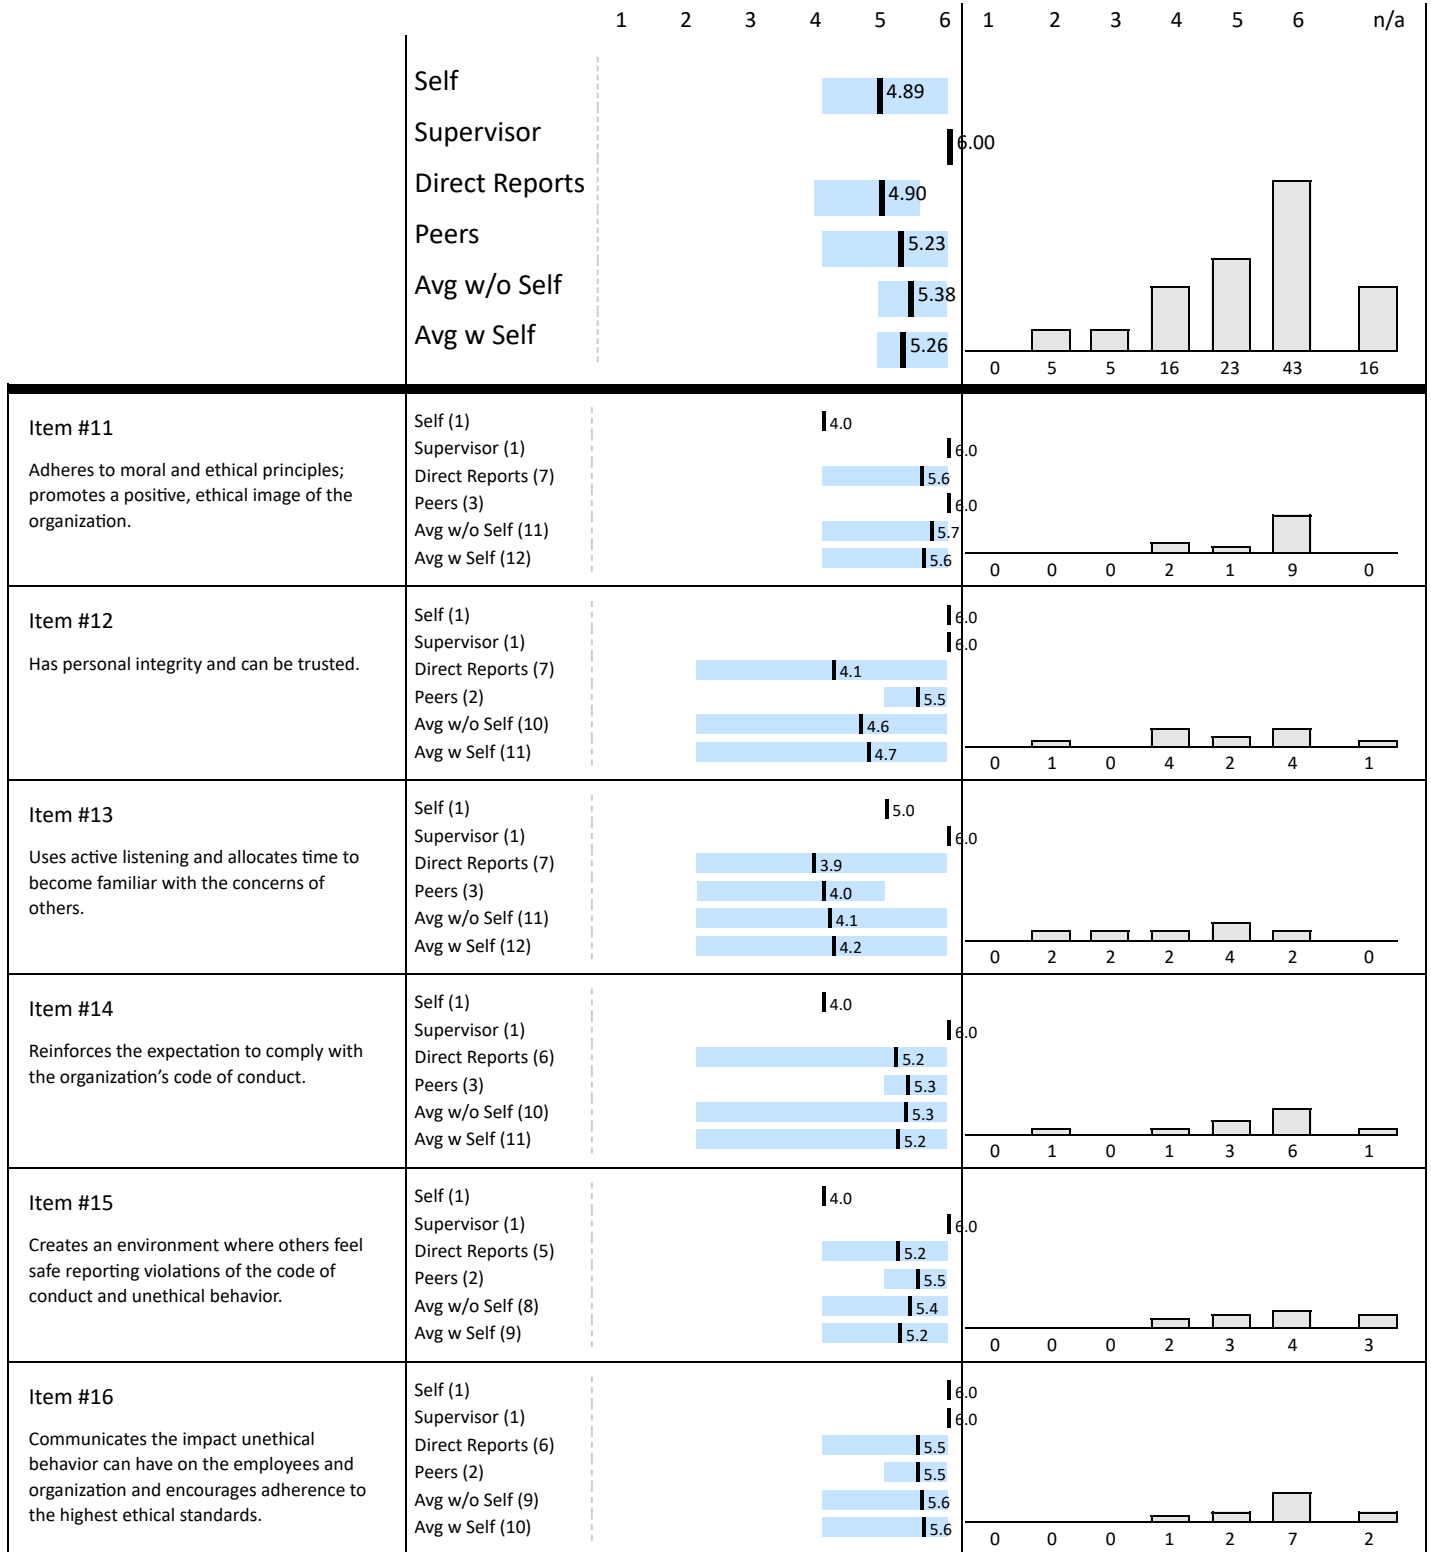 1 2 3 4 5 6 1 2 3 4 5 6 n/a
Self 4.89
Supervisor 6.00
Direct Reports 4.90
Peers 5.23
Avg w/o Self 5.38
Avg w Self 5.26
0 5 5 16 23 43 16
Item #11
Adheres to moral and ethical principles;
promotes a positive, ethical image of the
organization.
Self (1) 4.0
Supervisor (1) 6.0
Direct Reports (7) 5.6
Peers (3) 6.0
Avg w/o Self (11) 5.7
Avg w Self (12) 5.6
0 0 0 2 1 9 0
Item #12
Has personal integrity and can be trusted.
Self (1) 6.0
Supervisor (1) 6.0
Direct Reports (7) 4.1
Peers (2) 5.5
Avg w/o Self (10) 4.6
Avg w Self (11) 4.7
0 1 0 4 2 4 1
Item #13
Uses active listening and allocates time to
become familiar with the concerns of
others.
Self (1) 5.0
Supervisor (1) 6.0
Direct Reports (7) 3.9
Peers (3) 4.0
Avg w/o Self (11) 4.1
Avg w Self (12) 4.2
0 2 2 2 4 2 0
Item #14
Reinforces the expectation to comply with
the organization’s code of conduct.
Self (1) 4.0
Supervisor (1) 6.0
Direct Reports (6) 5.2
Peers (3) 5.3
Avg w/o Self (10) 5.3
Avg w Self (11) 5.2
0 1 0 1 3 6 1
Item #15
Creates an environment where others feel
safe reporting violations of the code of
conduct and unethical behavior.
Self (1) 4.0
Supervisor (1) 6.0
Direct Reports (5) 5.2
Peers (2) 5.5
Avg w/o Self (8) 5.4
Avg w Self (9) 5.2
0 0 0 2 3 4 3
Item #16
Communicates the impact unethical
behavior can have on the employees and
organization and encourages adherence to
the highest ethical standards.
Self (1) 6.0
Supervisor (1) 6.0
Direct Reports (6) 5.5
Peers (2) 5.5
Avg w/o Self (9) 5.6
Avg w Self (10) 5.6
0 0 0 1 2 7 2